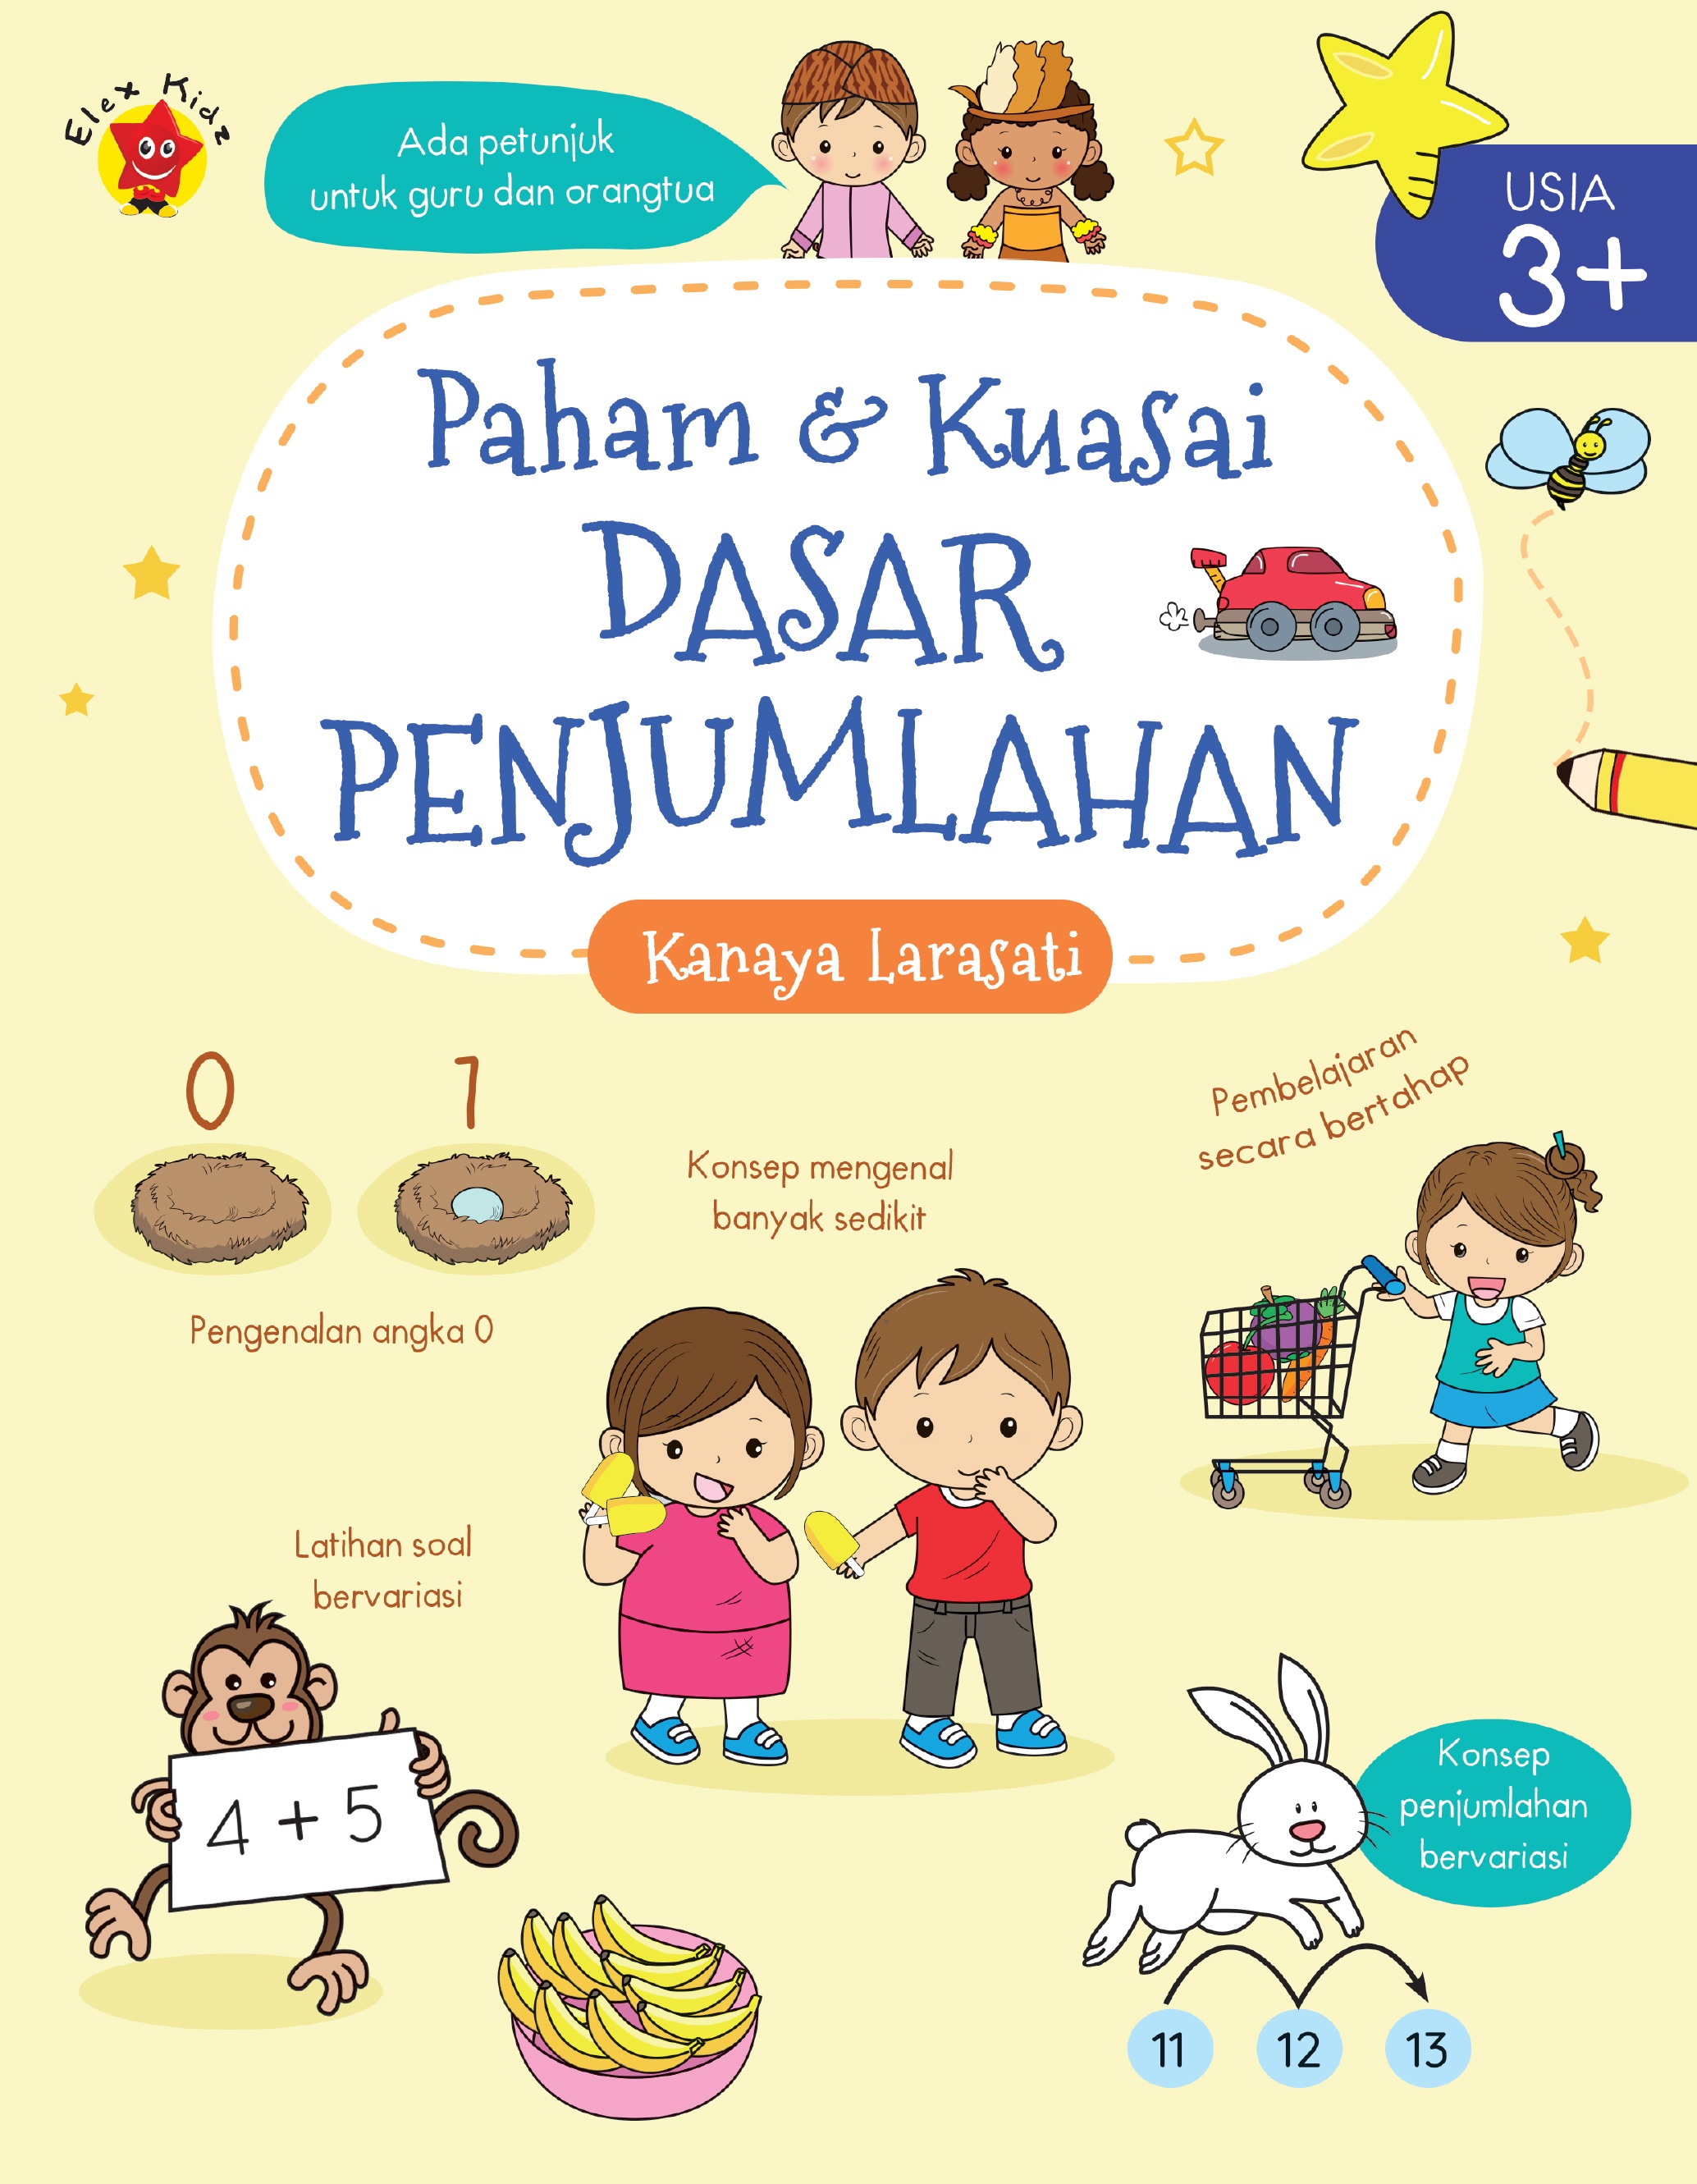 Elex Kidz
Ada petunjuk
untuk guru dan orangtua
USIA
3+
Paham & Kuasai
DASAR
PENJUMLAHAN
Kanaya Larasati
0 1
Pengenalan angka 0
Konsep mengenal
banyak sedikit
Pembelajaran
secara bertahap
Latihan soal
bervariasi
4 + 5
Konsep
penjumlahan
bervariasi
11 12 13